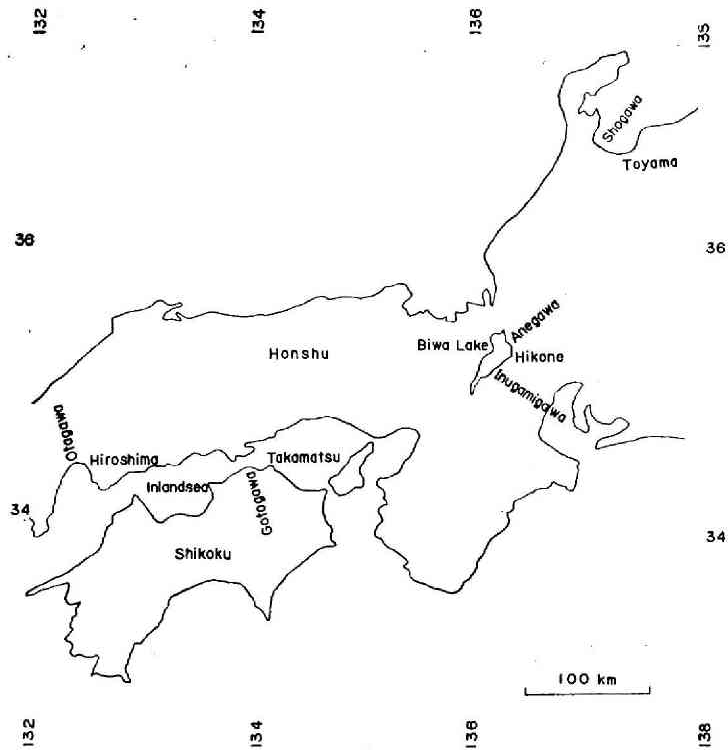 132
134
136
135
Shogawa
Toyama
36
36
Anegawa
Biwa Lake
Hikone
Honshu
Inugamigawa
Otagawa
Hiroshima
Takamatsu
Inlandsea
Gotogawa
34
34
Shikoku
100 km
132
134
136
138